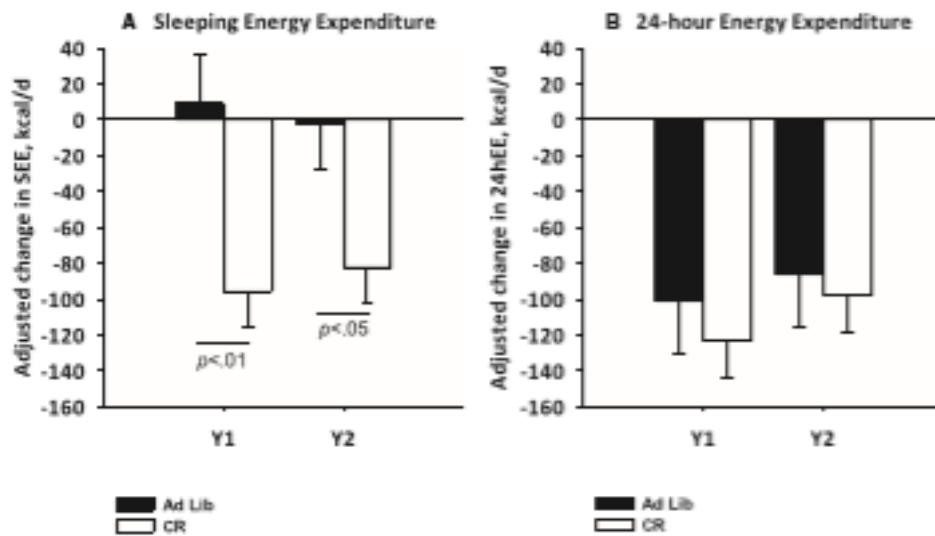 A Sleeping Energy Expenditure
Adjusted change in SEE, kcal/d
40
20
0
-20
-40
-60
-80
-100
-120
-140
-160
p<.01
p<.05
Y1 Y2
Ad Lib
CR
B 24-hour Energy Expenditure
Adjusted change in 24hEE, kcal/d
40
20
0
-20
-40
-60
-80
-100
-120
-140
-160
Y1 Y2
Ad Lib
CR